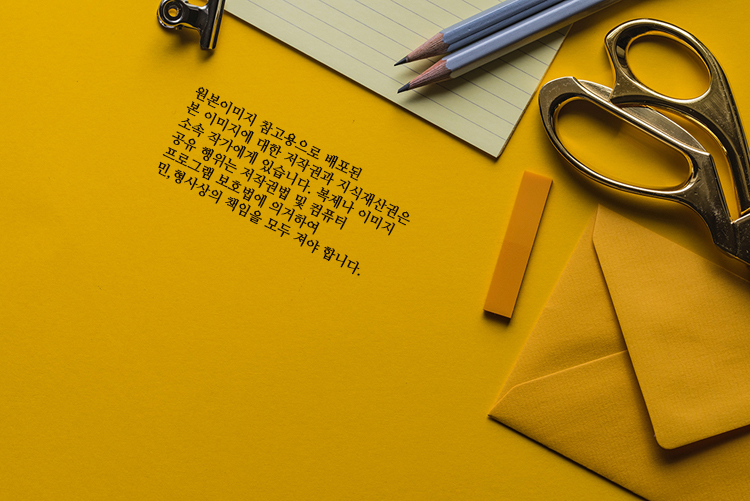 원본이미지 참고용으로 배포된
본 이미지에 대한 저작권과 지식재산권은
소속 작가에게 있습니다. 복제나 이미지
공유 행위는 저작권법 및 컴퓨터
프로그램 보호법에 의거하여
민,형사상의 책임을 모두 져야 합니다.